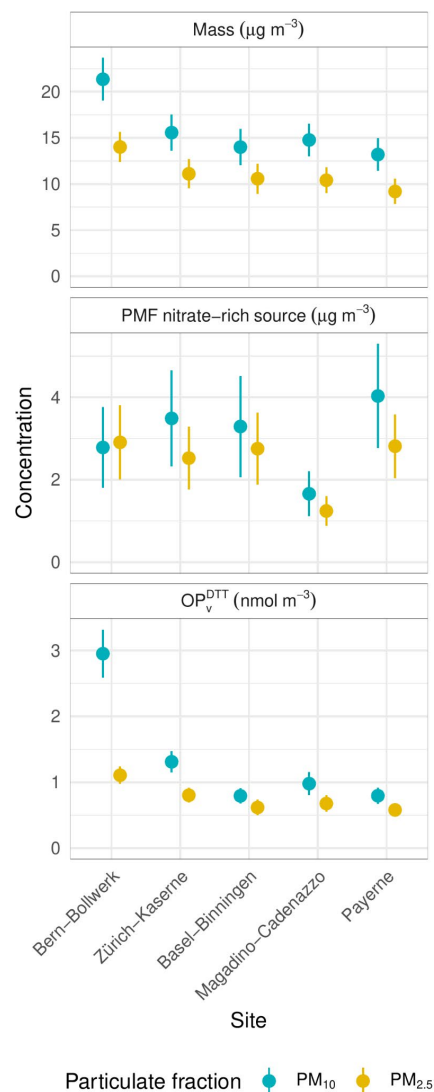 Mass (μg m⁻³)
20
15
10
5
0
PMF nitrate−rich source (μg m⁻³)
4
2
0
Concentration
OPᵥᴰᵀᵀ (nmol m⁻³)
3
2
1
0
Bern−Bollwerk
Zürich−Kaserne
Basel−Binningen
Magadino−Cadenazzo
Payerne
Site
Particulate fraction PM₁₀ PM₂.₅